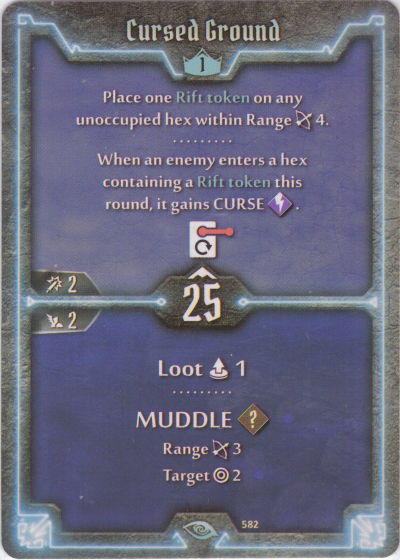 Cursed Ground
1
Place one Rift token on any
unoccupied hex within Range 4.
When an enemy enters a hex
containing a Rift token this
round, it gains CURSE .
2
25
2
Loot 1
MUDDLE ?
Range 3
Target 2
582